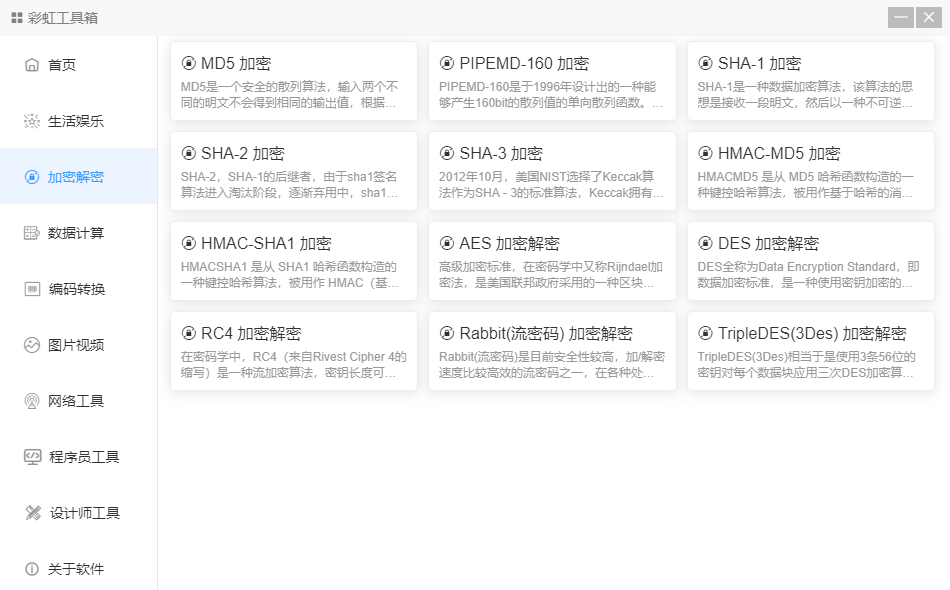 彩虹工具箱
首页
生活娱乐
加密解密
数据计算
编码转换
图片视频
网络工具
程序员工具
设计师工具
关于软件
MD5 加密
MD5是一个安全的散列算法，输入两个不
同的明文不会得到相同的输出值，根据...
PIPEMD-160 加密
PIPEMD-160是于1996年设计出的一种能
够产生160bit的散列值的单向散列函数。...
SHA-1 加密
SHA-1是一种数据加密算法，该算法的思
想是接收一段明文，然后以一种不可逆...
SHA-2 加密
SHA-2，SHA-1的后继者，由于sha1签名
算法进入淘汰阶段，逐渐弃用中，sha1...
SHA-3 加密
2012年10月，美国NIST选择了Keccak算
法作为SHA - 3的标准算法，Keccak拥有...
HMAC-MD5 加密
HMACMD5 是从 MD5 哈希函数构造的一
种键控哈希算法，被用作基于哈希的消...
HMAC-SHA1 加密
HMACSHA1 是从 SHA1 哈希函数构造的
一种键控哈希算法，被用作 HMAC（基...
AES 加密解密
高级加密标准，在密码学中又称Rijndael加
密法，是美国联邦政府采用的一种区块...
DES 加密解密
DES全称为Data Encryption Standard，即
数据加密标准，是一种使用密钥加密的...
RC4 加密解密
在密码学中，RC4（来自Rivest Cipher 4的
缩写）是一种流加密算法，密钥长度可...
Rabbit(流密码) 加密解密
Rabbit(流密码)是目前安全性较高，加/解密
速度比较高效的流密码之一，在各种处...
TripleDES(3Des) 加密解密
TripleDES(3Des)相当于是使用3条56位的
密钥对每个数据块应用三次DES加密算...